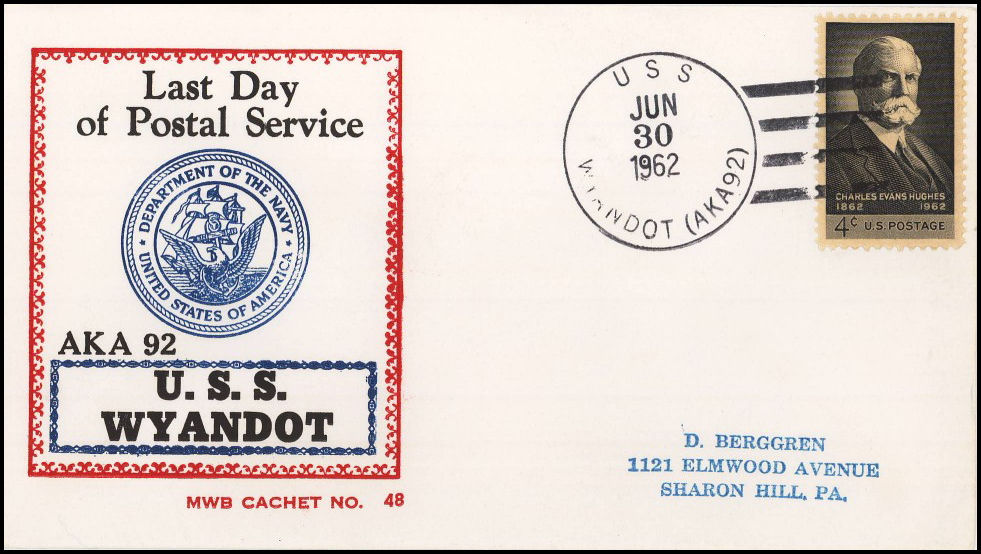 Last Day
of Postal Service
DEPARTMENT OF THE NAVY
UNITED STATES OF AMERICA
AKA 92
U. S. S.
WYANDOT
MWB CACHET NO. 48
USS
JUN
30
1962
WYANDOT (AKA92)
CHARLES EVANS HUGHES
1862 1962
4¢ U.S. POSTAGE
D. BERGGREN
1121 ELMWOOD AVENUE
SHARON HILL, PA.